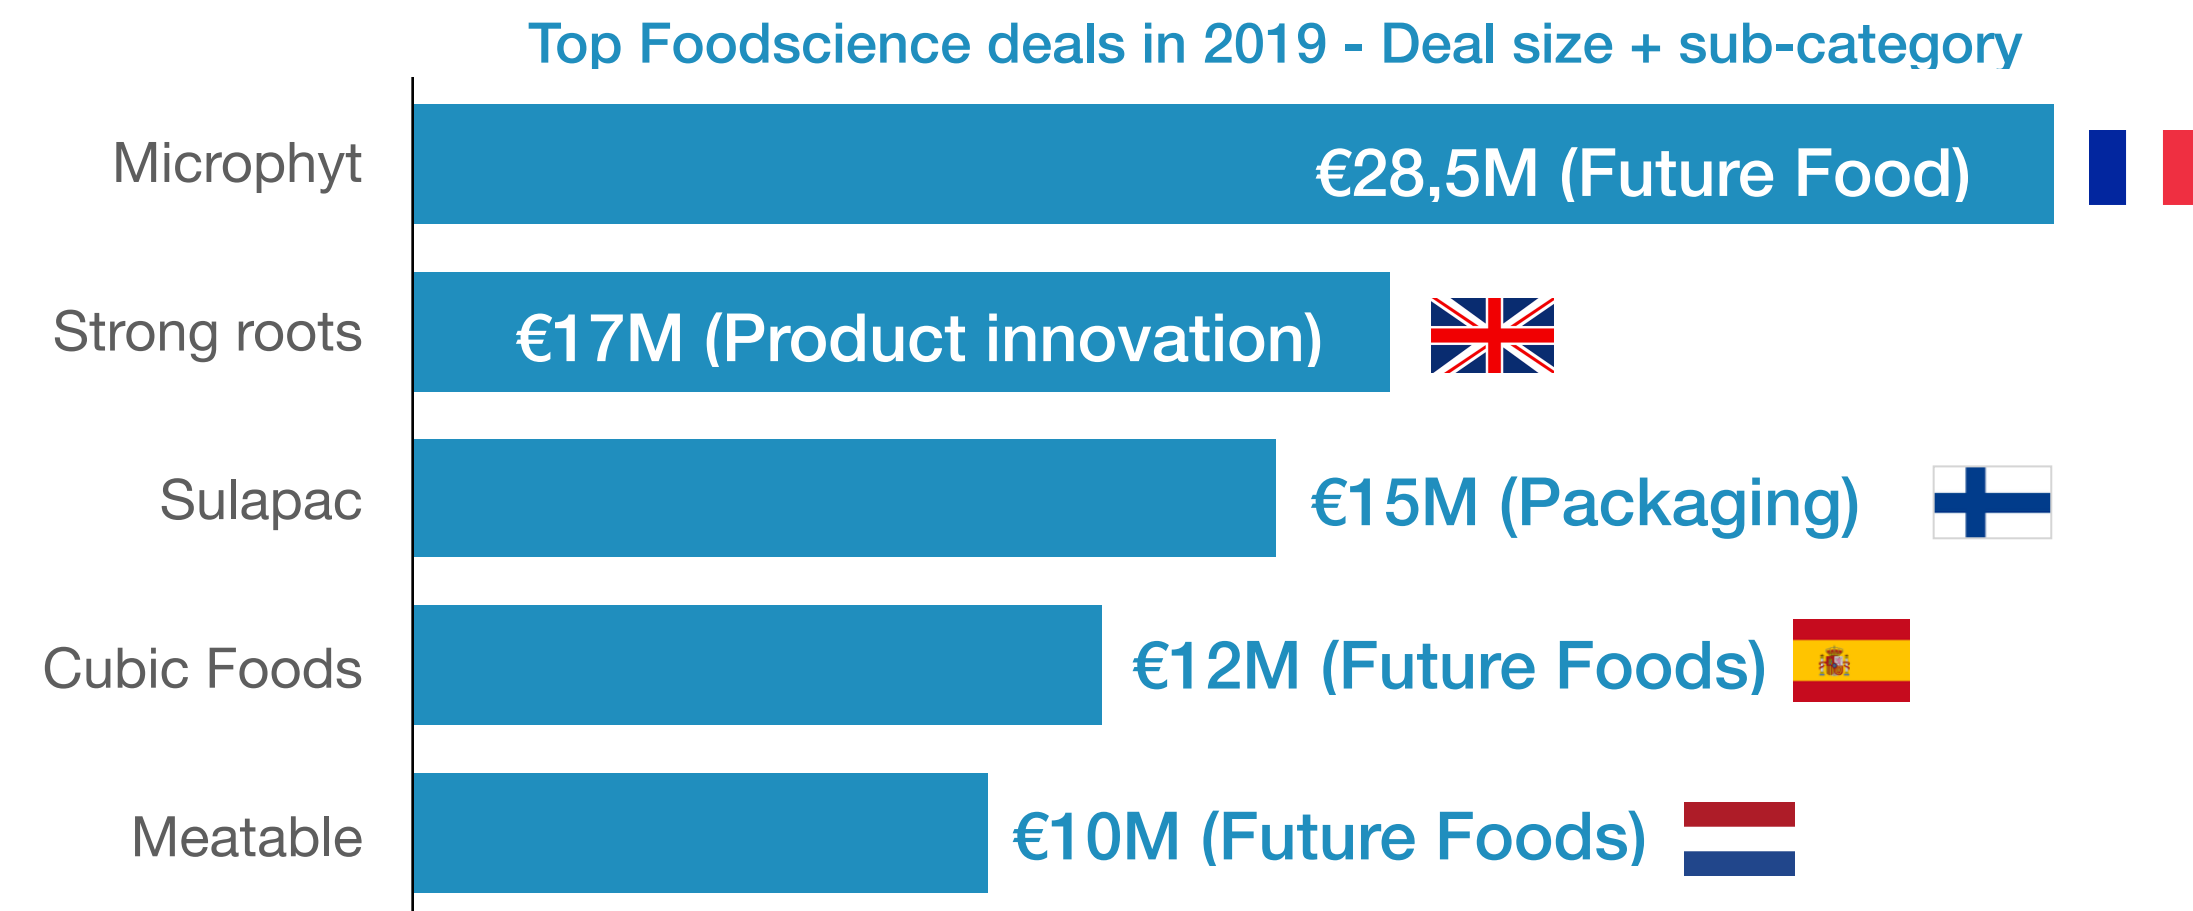 Top Foodscience deals in 2019 - Deal size + sub-category
Microphyt
€28,5M (Future Food)
Strong roots
€17M (Product innovation)
Sulapac
€15M (Packaging)
Cubic Foods
€12M (Future Foods)
Meatable
€10M (Future Foods)